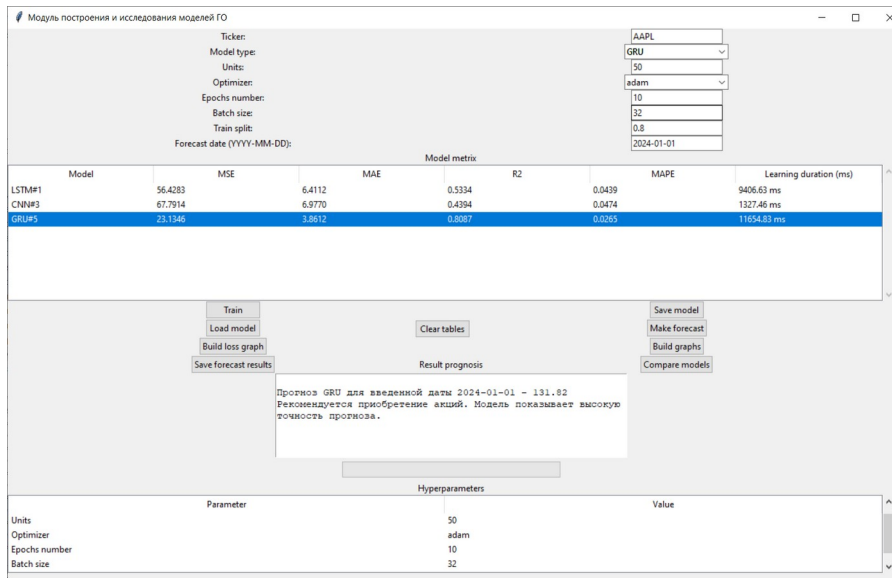 Модуль построения и исследования моделей ГО
Ticker: AAPL
Model type: GRU
Units: 50
Optimizer: adam
Epochs number: 10
Batch size: 32
Train split: 0.8
Forecast date (YYYY-MM-DD): 2024-01-01
Model metrix
Model MSE MAE R2 MAPE Learning duration (ms)
LSTM#1 56.4283 6.4112 0.5334 0.0439 9406.63 ms
CNN#3 67.7914 6.9770 0.4394 0.0474 1327.46 ms
GRU#5 23.1346 3.8612 0.8087 0.0265 11654.83 ms
Train Save model
Load model Clear tables Make forecast
Build loss graph Build graphs
Save forecast results Result prognosis Compare models
Прогноз GRU для введенной даты 2024-01-01 - 131.82
Рекомендуется приобретение акций. Модель показывает высокую
точность прогноза.
Hyperparameters
Parameter Value
Units 50
Optimizer adam
Epochs number 10
Batch size 32